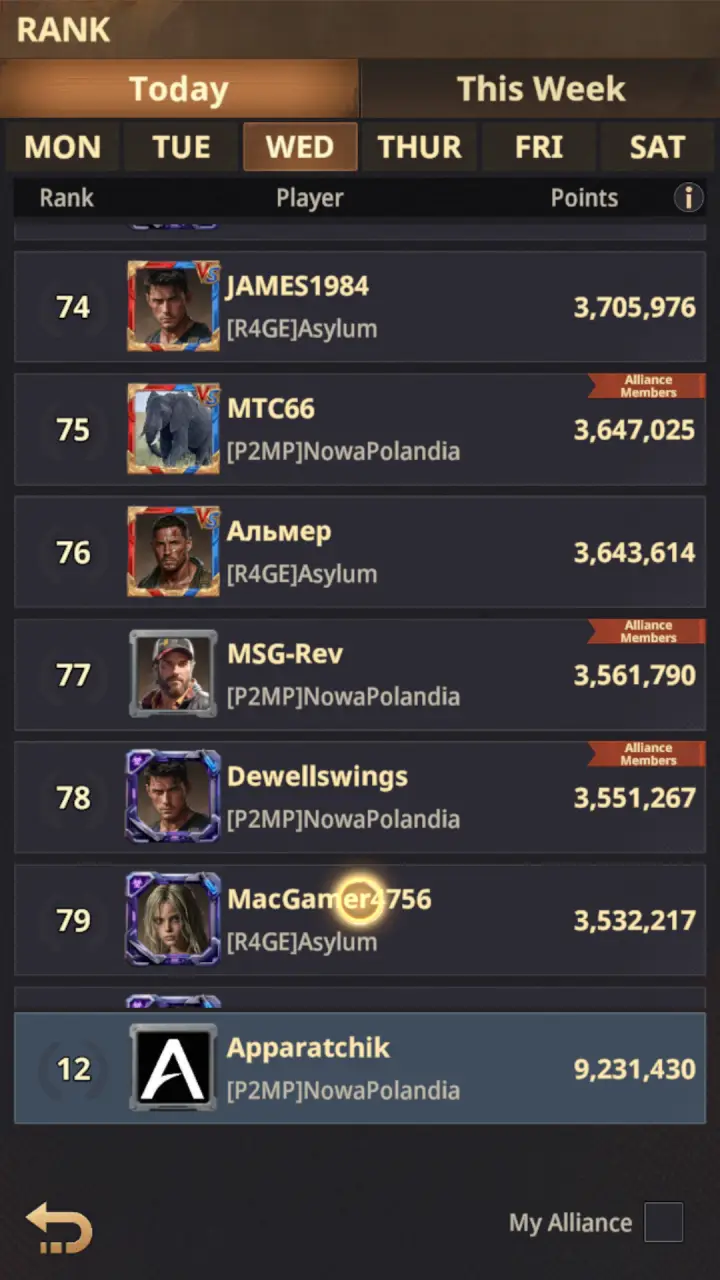 RANK
Today This Week
MON TUE WED THUR FRI SAT
Rank Player Points i
74 JAMES1984 3,705,976
[R4GE]Asylum
VS
Alliance
Members
75 MTC66 3,647,025
[P2MP]NowaPolandia
VS
76 Альмер 3,643,614
[R4GE]Asylum
VS
Alliance
Members
77 MSG-Rev 3,561,790
[P2MP]NowaPolandia
Alliance
Members
78 Dewellswings 3,551,267
[P2MP]NowaPolandia
79 MacGamer4756 3,532,217
[R4GE]Asylum
12 Apparatchik 9,231,430
[P2MP]NowaPolandia
My Alliance